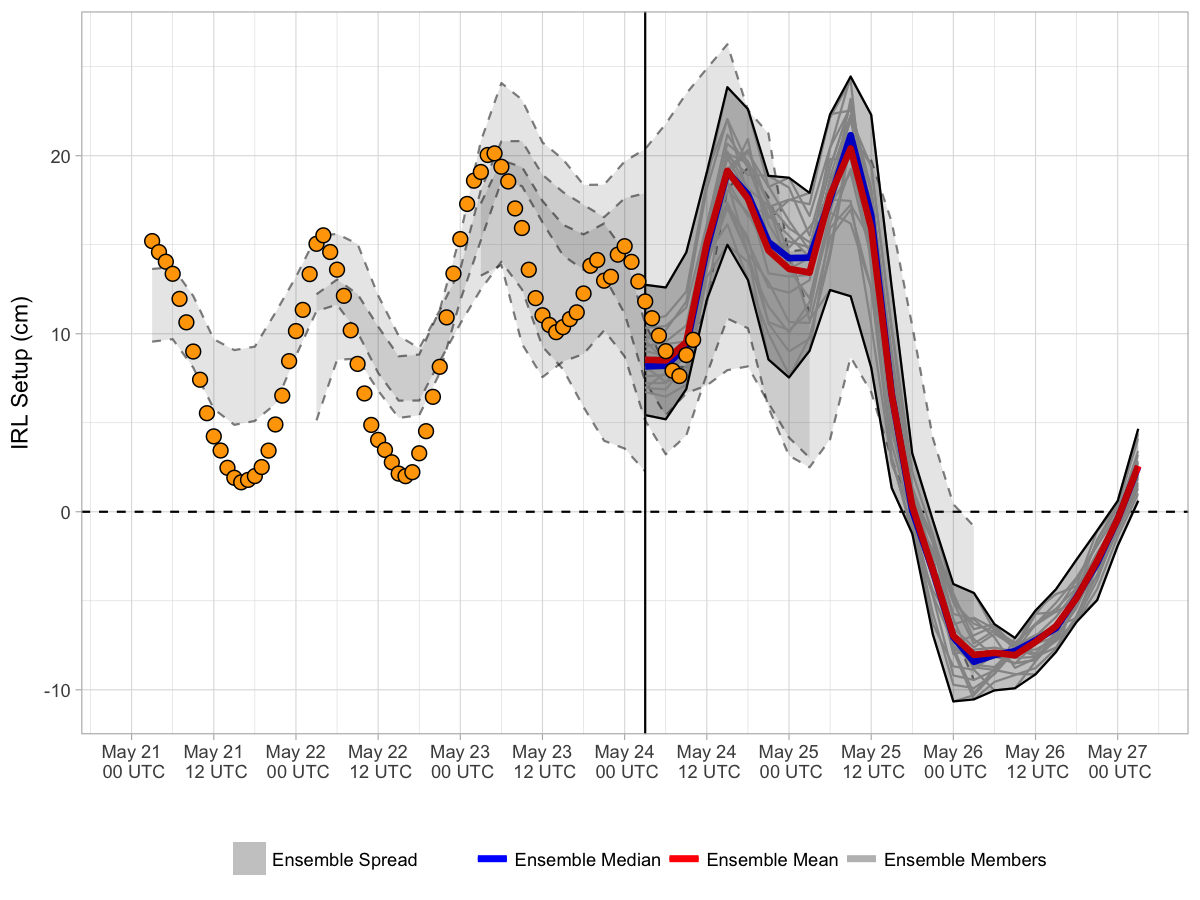 IRL Setup (cm)
20
10
0
-10
May 21 May 21 May 22 May 22 May 23 May 23 May 24 May 24 May 25 May 25 May 26 May 26 May 27
00 UTC 12 UTC 00 UTC 12 UTC 00 UTC 12 UTC 00 UTC 12 UTC 00 UTC 12 UTC 00 UTC 12 UTC 00 UTC
Ensemble Spread Ensemble Median Ensemble Mean Ensemble Members